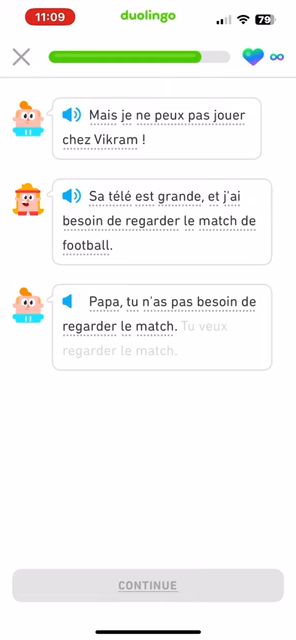 11:09
duolingo
79
Mais je ne peux pas jouer
chez Vikram !
Sa télé est grande, et j'ai
besoin de regarder le match de
football.
Papa, tu n'as pas besoin de
regarder le match. Tu veux
regarder le match.
CONTINUE